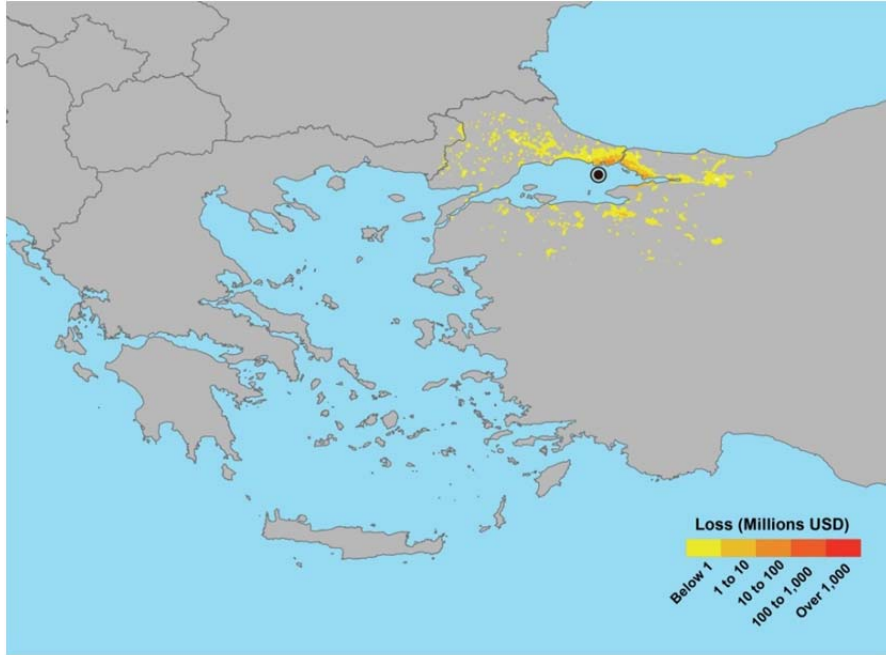 Loss (Millions USD)
Below 1
1 to 10
10 to 100
100 to 1,000
Over 1,000